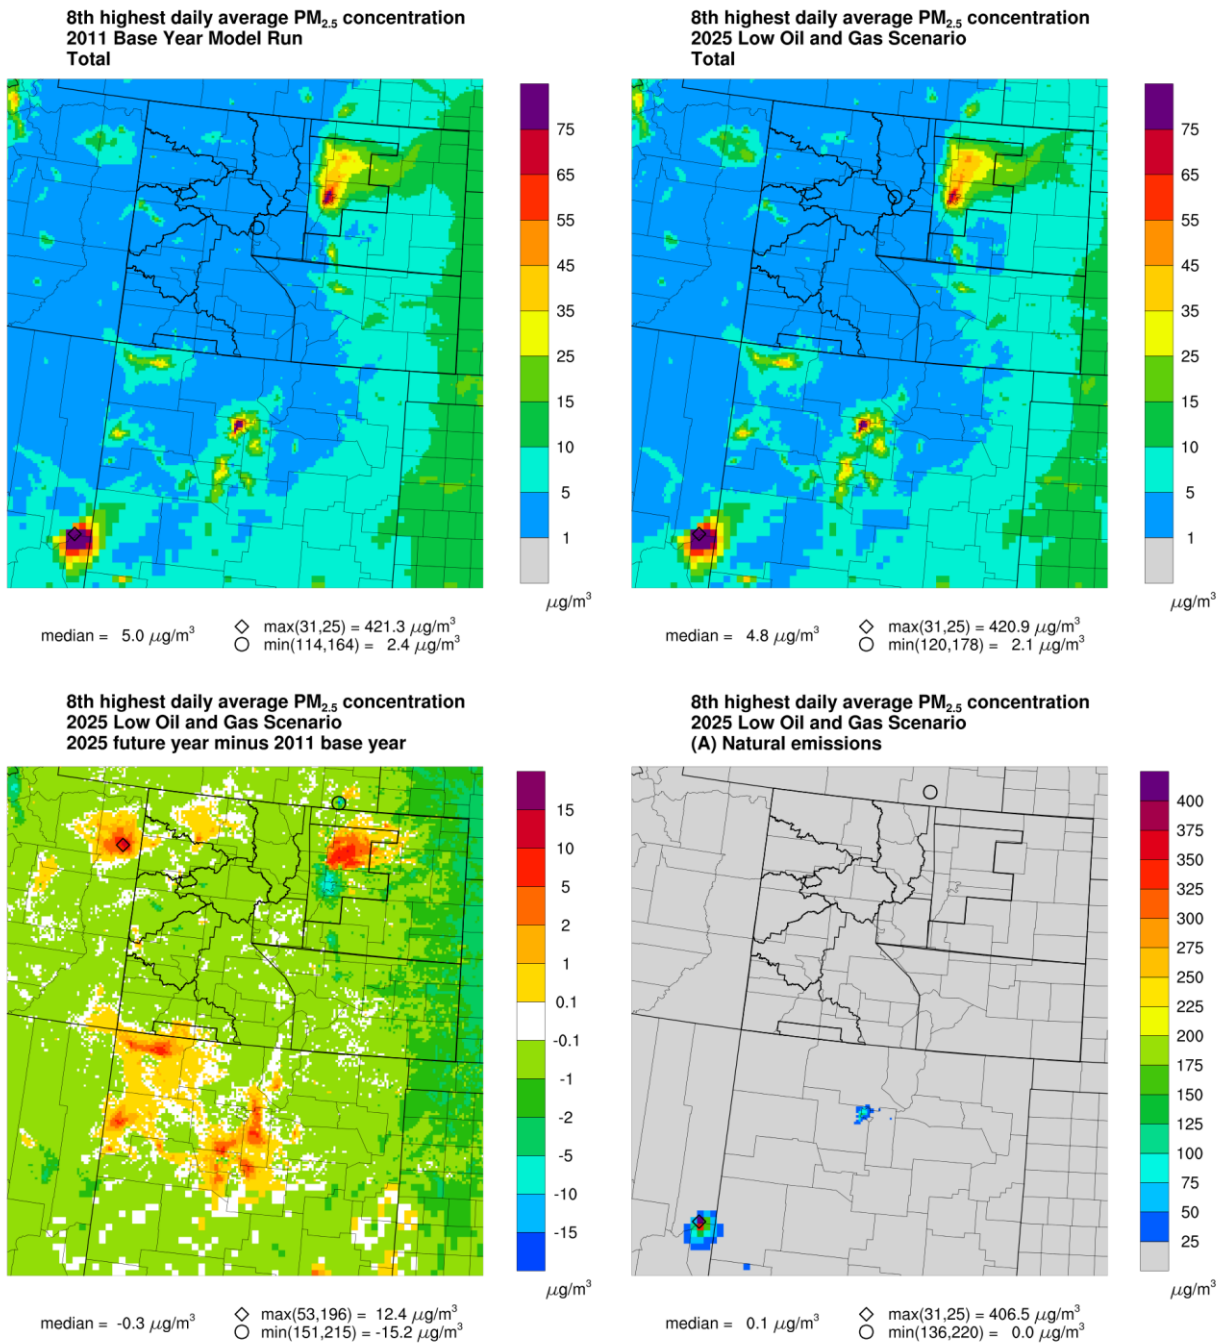 8th highest daily average PM2.5 concentration
2011 Base Year Model Run
Total
75
65
55
45
35
25
15
10
5
1
μg/m3
median = 5.0 μg/m3
max(31,25) = 421.3 μg/m3
min(114,164) = 2.4 μg/m3
8th highest daily average PM2.5 concentration
2025 Low Oil and Gas Scenario
Total
75
65
55
45
35
25
15
10
5
1
μg/m3
median = 4.8 μg/m3
max(31,25) = 420.9 μg/m3
min(120,178) = 2.1 μg/m3
8th highest daily average PM2.5 concentration
2025 Low Oil and Gas Scenario
2025 future year minus 2011 base year
15
10
5
2
1
0.1
-0.1
-1
-2
-5
-10
-15
μg/m3
median = -0.3 μg/m3
max(53,196) = 12.4 μg/m3
min(151,215) = -15.2 μg/m3
8th highest daily average PM2.5 concentration
2025 Low Oil and Gas Scenario
(A) Natural emissions
400
375
350
325
300
275
250
225
200
175
150
125
100
75
50
25
μg/m3
median = 0.1 μg/m3
max(31,25) = 406.5 μg/m3
min(136,220) = 0.0 μg/m3